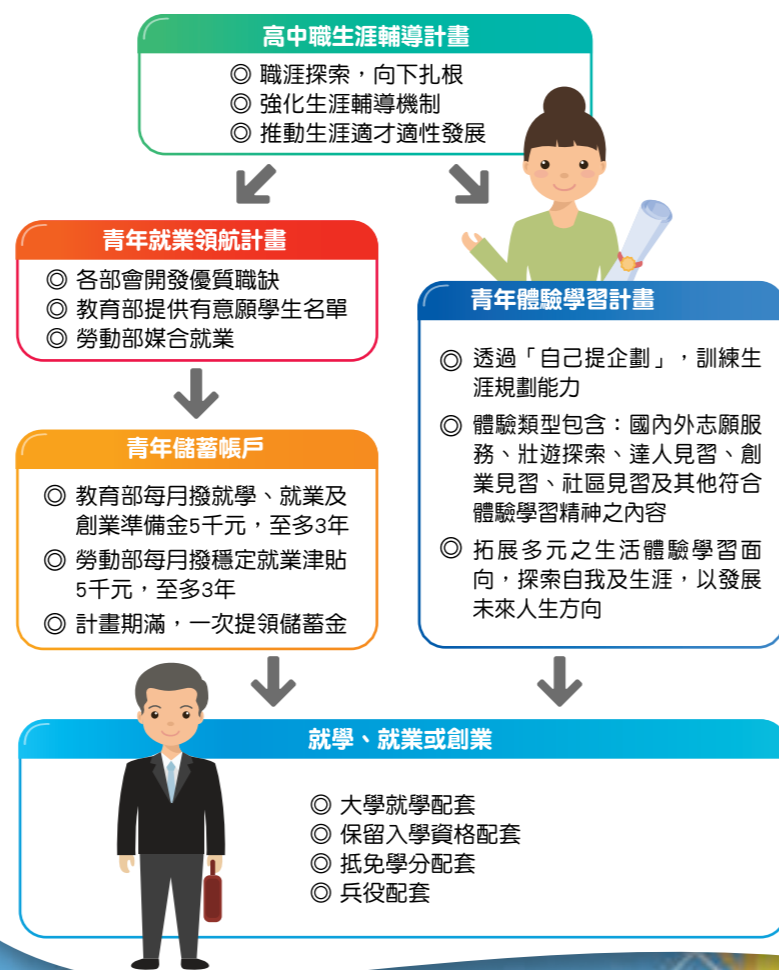 高中職生涯輔導計畫
◎ 職涯探索，向下扎根
◎ 強化生涯輔導機制
◎ 推動生涯適才適性發展
青年就業領航計畫
◎ 各部會開發優質職缺
◎ 教育部提供有意願學生名單
◎ 勞動部媒合就業
青年儲蓄帳戶
◎ 教育部每月撥就學、就業及
創業準備金5千元，至多3年
◎ 勞動部每月撥穩定就業津貼
5千元，至多3年
◎ 計畫期滿，一次提領儲蓄金
青年體驗學習計畫
◎ 透過「自己提企劃」，訓練生
涯規劃能力
◎ 體驗類型包含：國內外志願服
務、壯遊探索、達人見習、創
業見習、社區見習及其他符合
體驗學習精神之內容
◎ 拓展多元之生活體驗學習面
向，探索自我及生涯，以發展
未來人生方向
就學、就業或創業
◎ 大學就學配套
◎ 保留入學資格配套
◎ 抵免學分配套
◎ 兵役配套